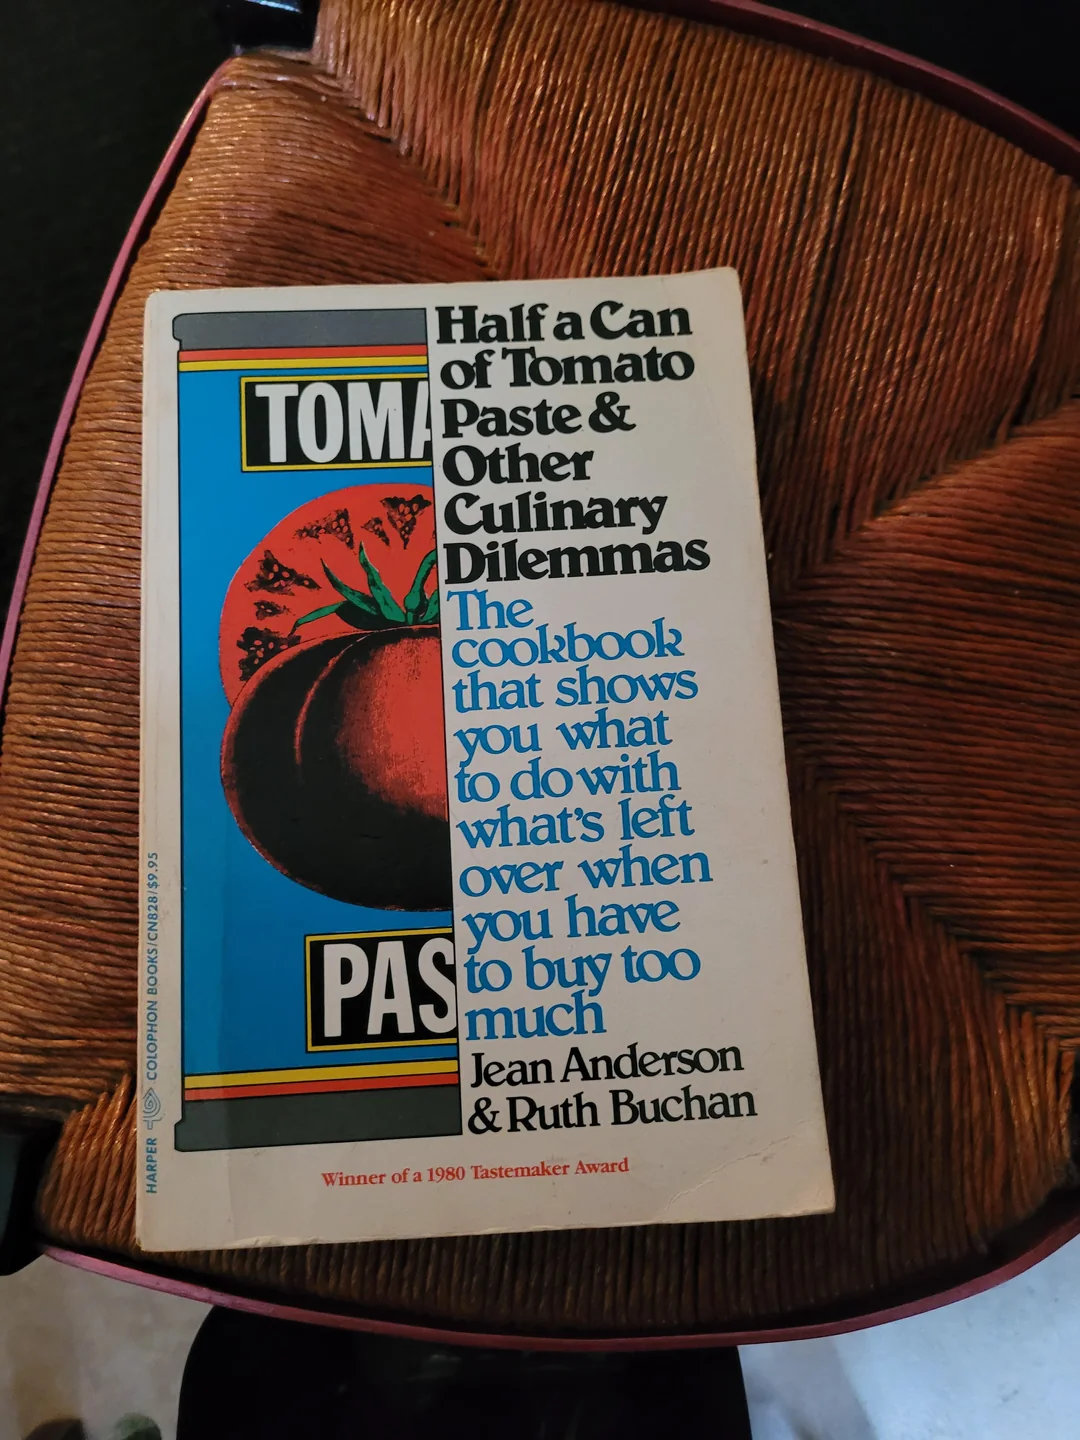 Half a Can
of Tomato
Paste &
Other
Culinary
Dilemmas
The
cookbook
that shows
you what
to do with
what's left
over when
you have
to buy too
much
Jean Anderson
& Ruth Buchan
Winner of a 1980 Tastemaker Award
TOMA
PAS
HARPER COLOPHON BOOKS/CN828/$9.95